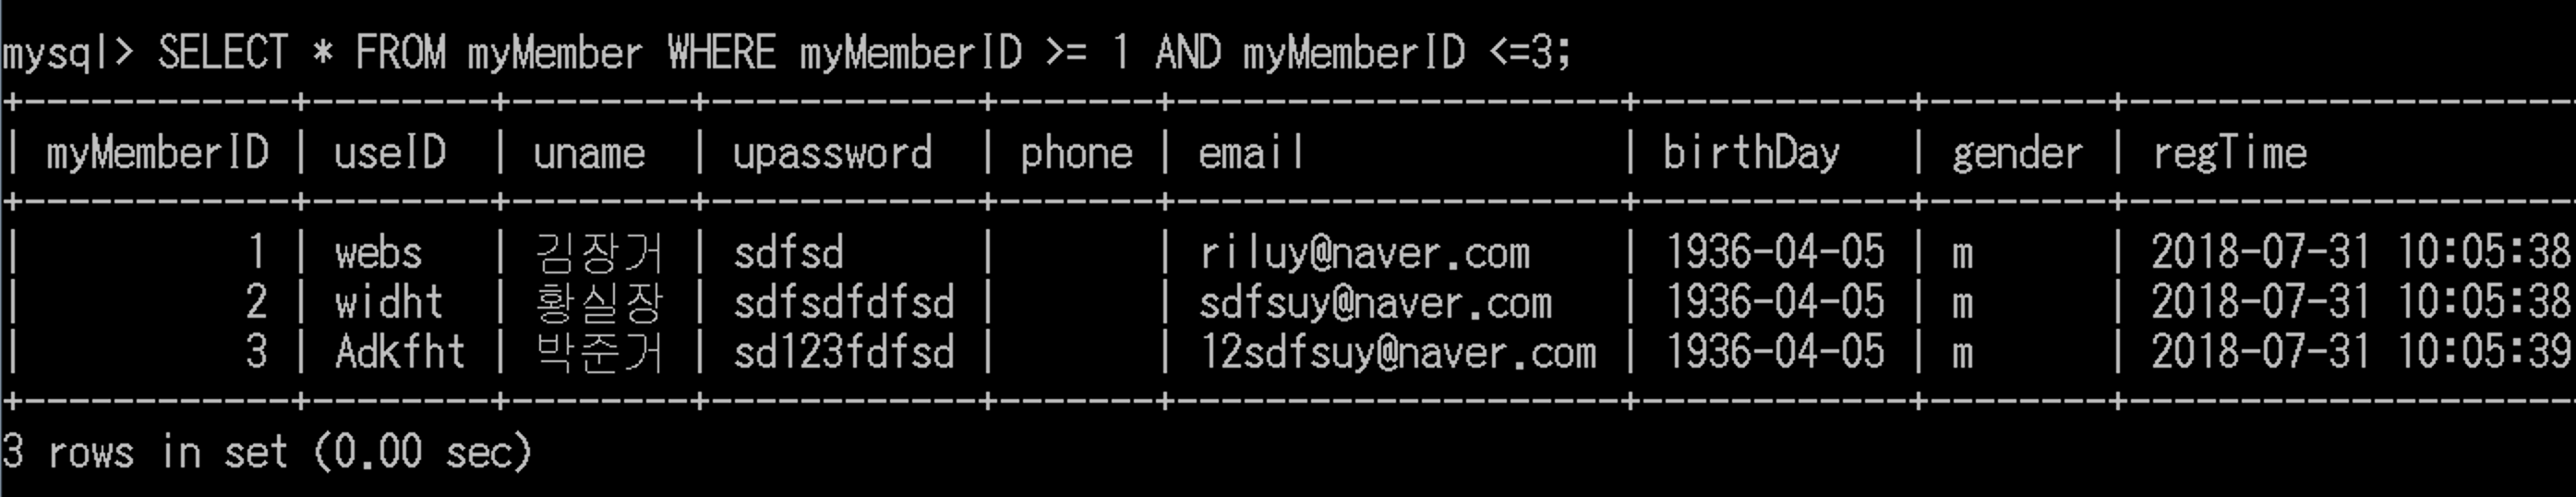 mysql> SELECT * FROM myMember WHERE myMemberID >= 1 AND myMemberID <=3;
+------------+--------+--------+------------+-------+--------------------+------------+--------+--------------------
| myMemberID | useID | uname | upassword | phone | email | birthDay | gender | regTime
+------------+--------+--------+------------+-------+--------------------+------------+--------+--------------------
| 1 | webs | 김장거 | sdfsd | | riluy@naver.com | 1936-04-05 | m | 2018-07-31 10:05:38
| 2 | widht | 황실장 | sdfsdfdfsd | | sdfsuy@naver.com | 1936-04-05 | m | 2018-07-31 10:05:38
| 3 | Adkfht | 박준거 | sd123fdfsd | | 12sdfsuy@naver.com | 1936-04-05 | m | 2018-07-31 10:05:39
+------------+--------+--------+------------+-------+--------------------+------------+--------+--------------------
3 rows in set (0.00 sec)